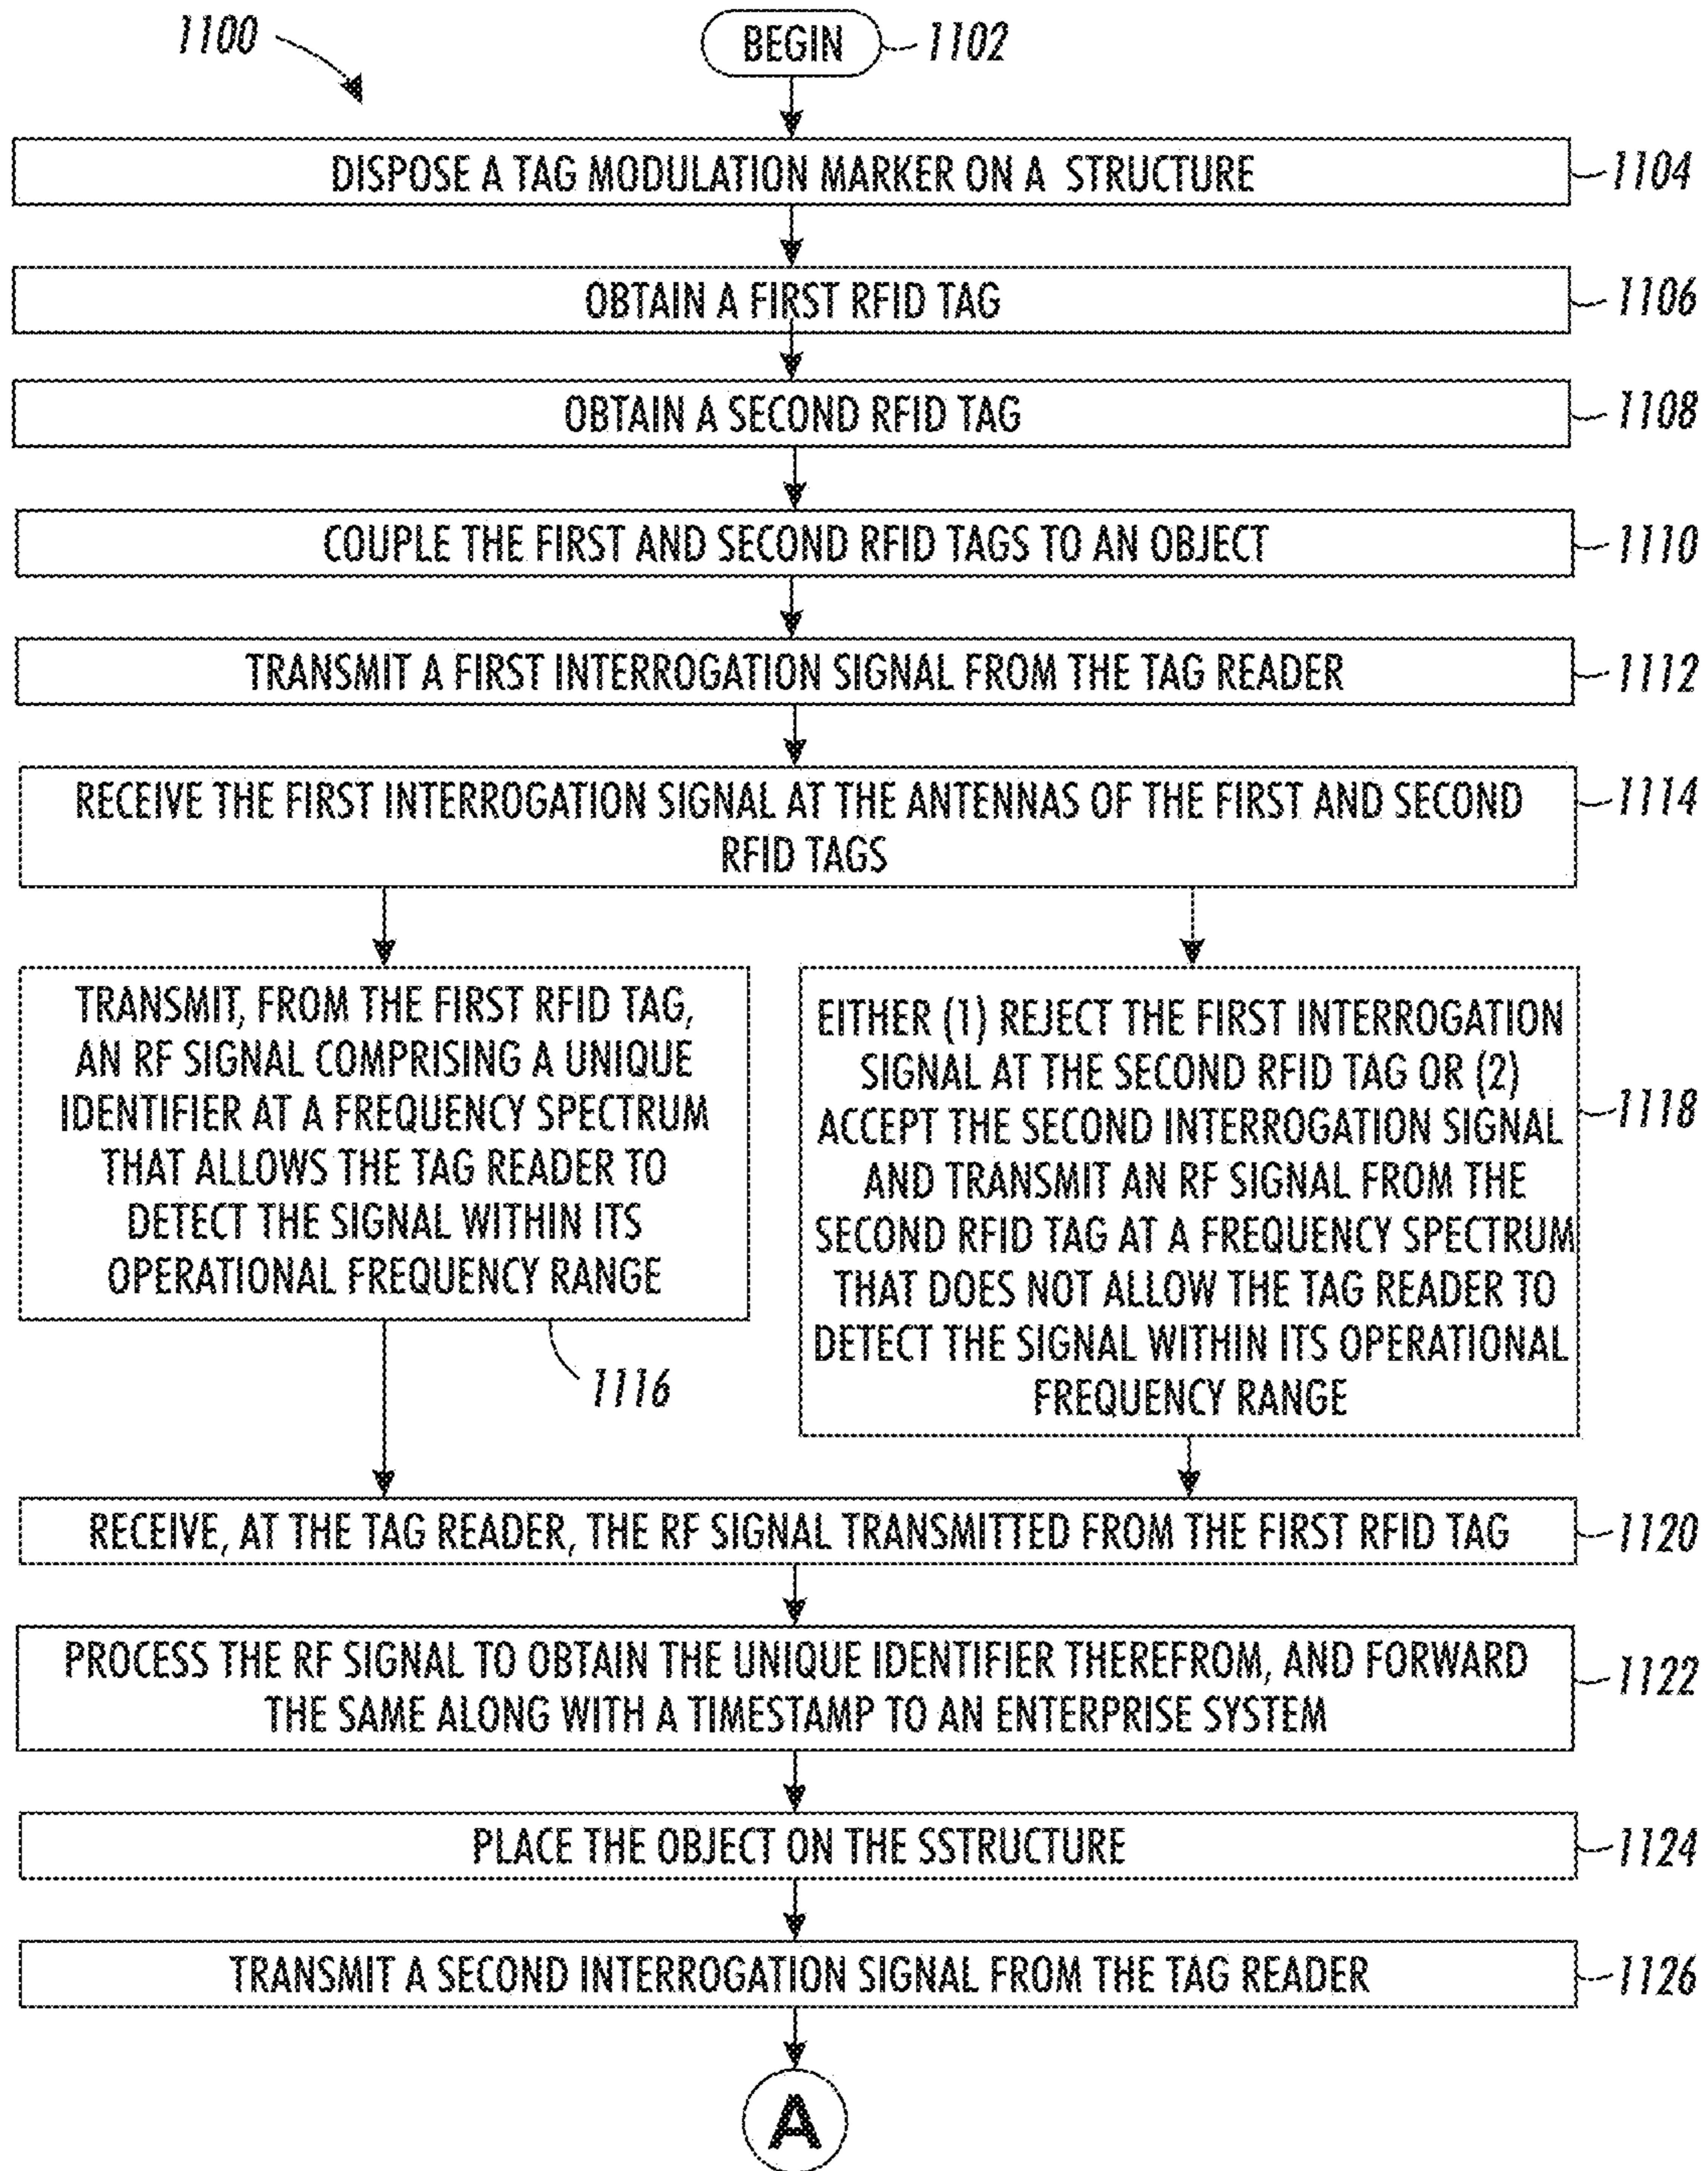 1100
BEGIN
1102
DISPOSE A TAG MODULATION MARKER ON A STRUCTURE
1104
OBTAIN A FIRST RFID TAG
1106
OBTAIN A SECOND RFID TAG
1108
COUPLE THE FIRST AND SECOND RFID TAGS TO AN OBJECT
1110
TRANSMIT A FIRST INTERROGATION SIGNAL FROM THE TAG READER
1112
RECEIVE THE FIRST INTERROGATION SIGNAL AT THE ANTENNAS OF THE FIRST AND SECOND
RFID TAGS
1114
TRANSMIT, FROM THE FIRST RFID TAG,
AN RF SIGNAL COMPRISING A UNIQUE
IDENTIFIER AT A FREQUENCY SPECTRUM
THAT ALLOWS THE TAG READER TO
DETECT THE SIGNAL WITHIN ITS
OPERATIONAL FREQUENCY RANGE
1116
EITHER (1) REJECT THE FIRST INTERROGATION
SIGNAL AT THE SECOND RFID TAG OR (2)
ACCEPT THE SECOND INTERROGATION SIGNAL
AND TRANSMIT AN RF SIGNAL FROM THE
SECOND RFID TAG AT A FREQUENCY SPECTRUM
THAT DOES NOT ALLOW THE TAG READER TO
DETECT THE SIGNAL WITHIN ITS OPERATIONAL
FREQUENCY RANGE
1118
RECEIVE, AT THE TAG READER, THE RF SIGNAL TRANSMITTED FROM THE FIRST RFID TAG
1120
PROCESS THE RF SIGNAL TO OBTAIN THE UNIQUE IDENTIFIER THEREFROM, AND FORWARD
THE SAME ALONG WITH A TIMESTAMP TO AN ENTERPRISE SYSTEM
1122
PLACE THE OBJECT ON THE SSTRUCTURE
1124
TRANSMIT A SECOND INTERROGATION SIGNAL FROM THE TAG READER
1126
A